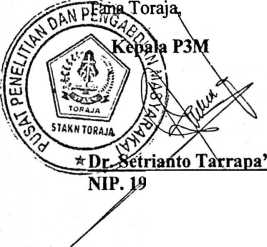 Tana Toraja,
Kepala P3M
PUSAT PENELITIAN DAN PENGABDIAN MASYARAKAT
TORAJA
STAKN TORAJA
Dr. Setrianto Tarrapa'
NIP. 19